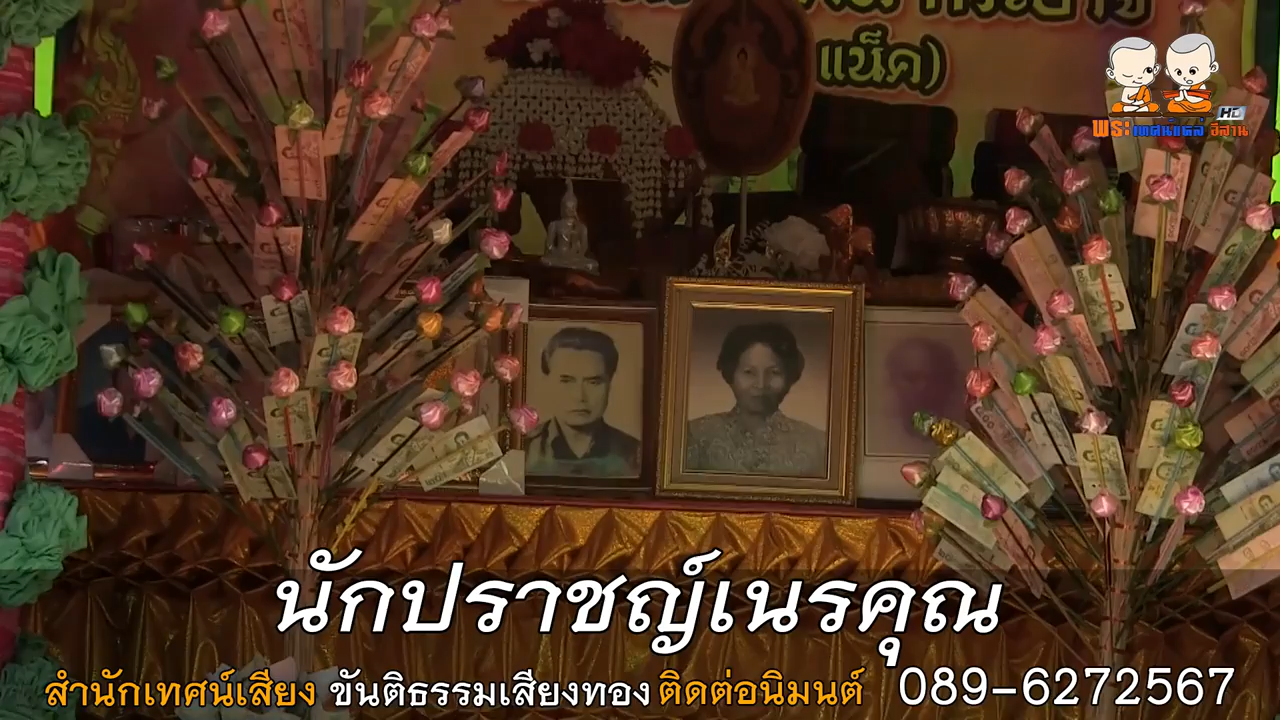 แน็ค)
HD
พระเทศน์แหล่ อีสาน
นักปราชญ์เนรคุณ
สำนักเทศน์เสียง ขันติธรรมเสียงทอง ติดต่อนิมนต์ 089-6272567